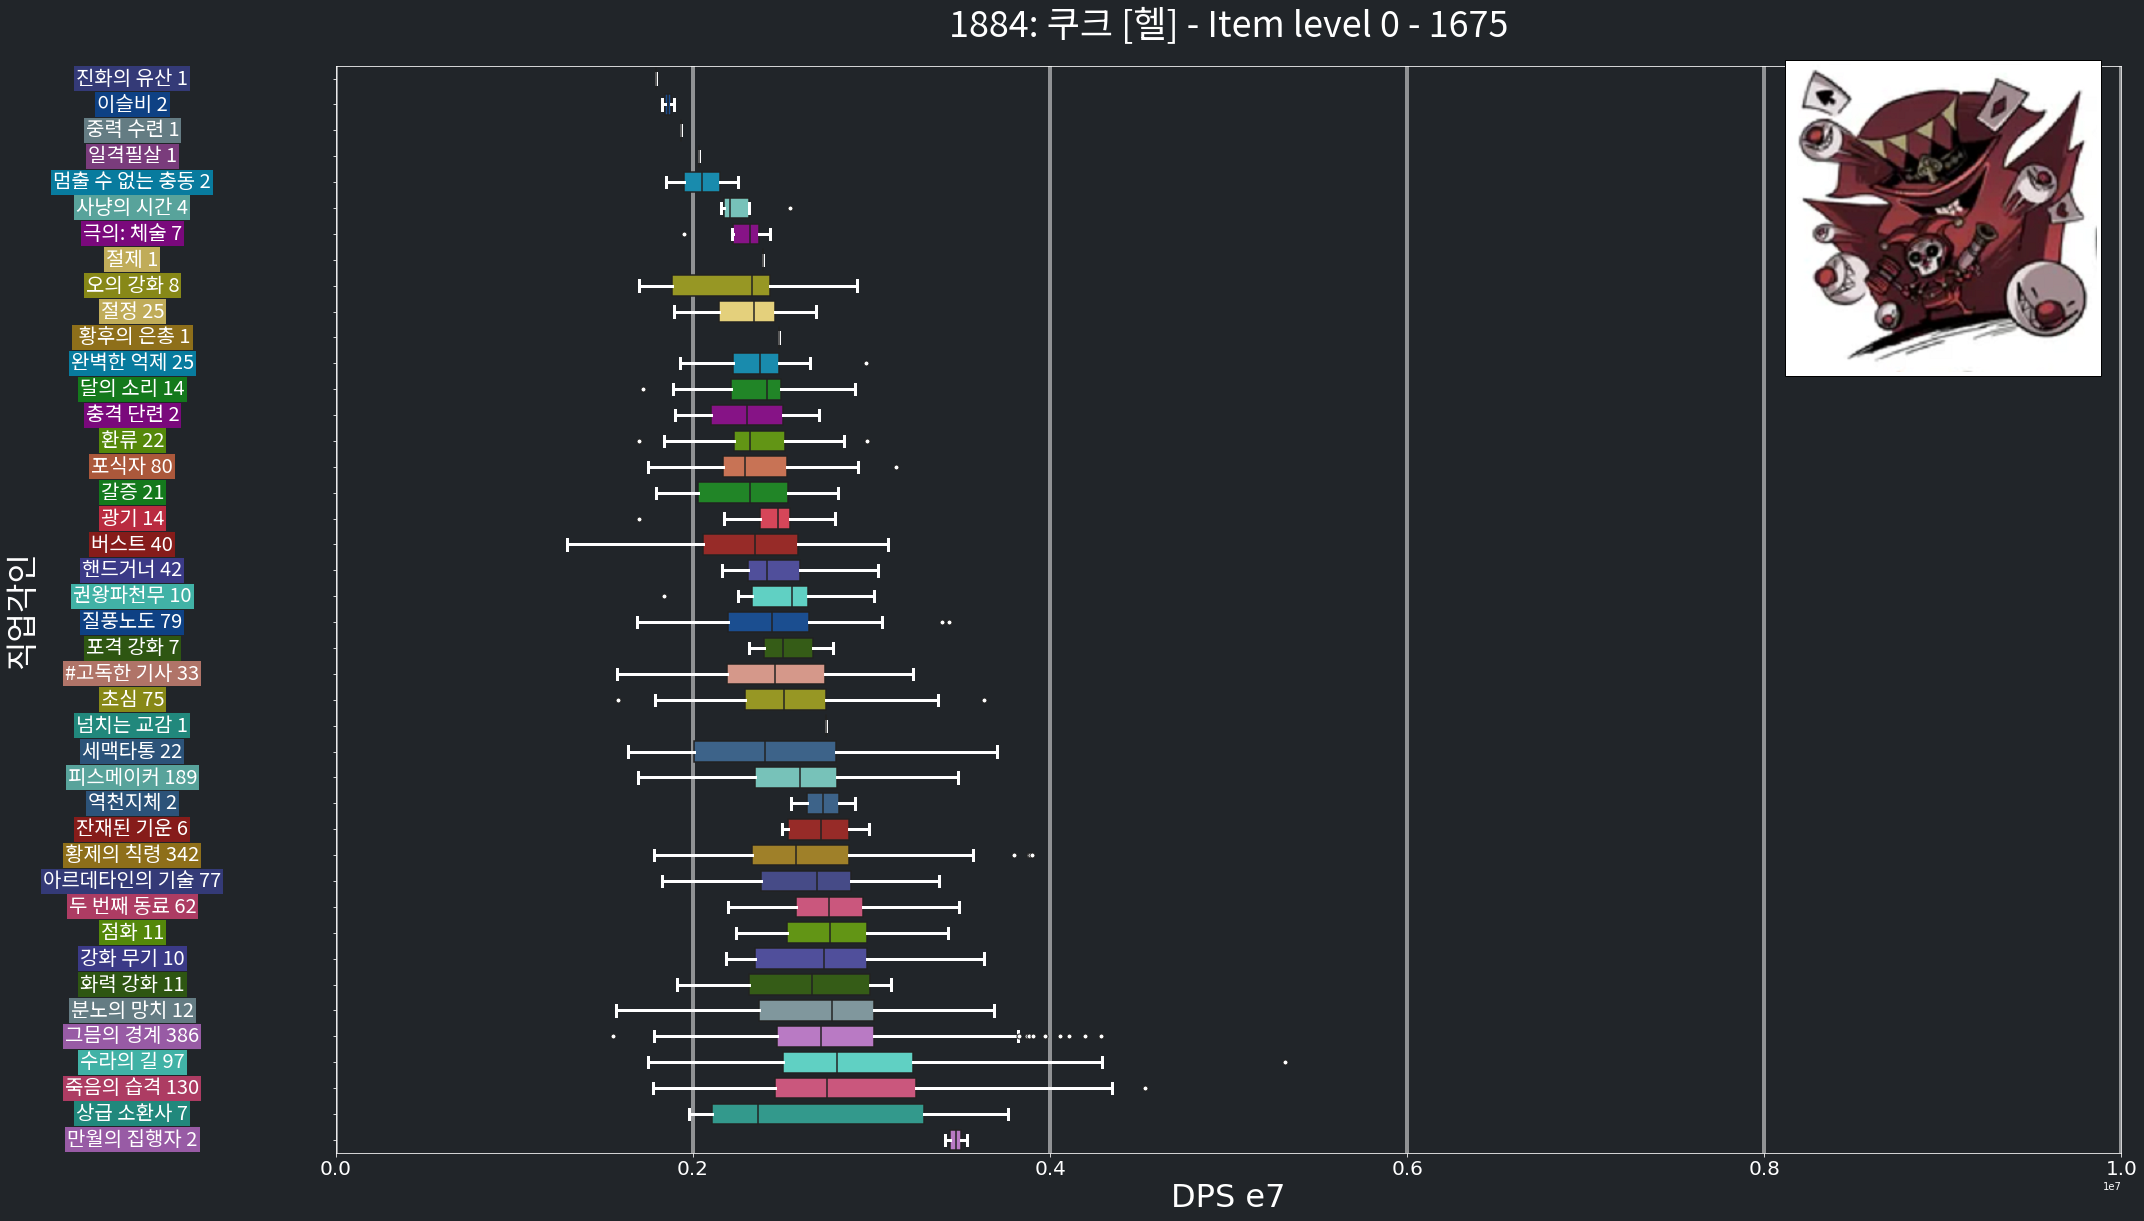 1884: 쿠크 [헬] - Item level 0 - 1675
직업각인
진화의 유산 1
이슬비 2
중력 수련 1
일격필살 1
멈출 수 없는 충동 2
사냥의 시간 4
극의: 체술 7
절제 1
오의 강화 8
절정 25
황후의 은총 1
완벽한 억제 25
달의 소리 14
충격 단련 2
환류 22
포식자 80
갈증 21
광기 14
버스트 40
핸드거너 42
권왕파천무 10
질풍노도 79
포격 강화 7
#고독한 기사 33
초심 75
넘치는 교감 1
세맥타통 22
피스메이커 189
역천지체 2
잔재된 기운 6
황제의 칙령 342
아르데타인의 기술 77
두 번째 동료 62
점화 11
강화 무기 10
화력 강화 11
분노의 망치 12
그믐의 경계 386
수라의 길 97
죽음의 습격 130
상급 소환사 7
만월의 집행자 2
0.0 0.2 0.4 0.6 0.8 1.0
1e7
DPS e7